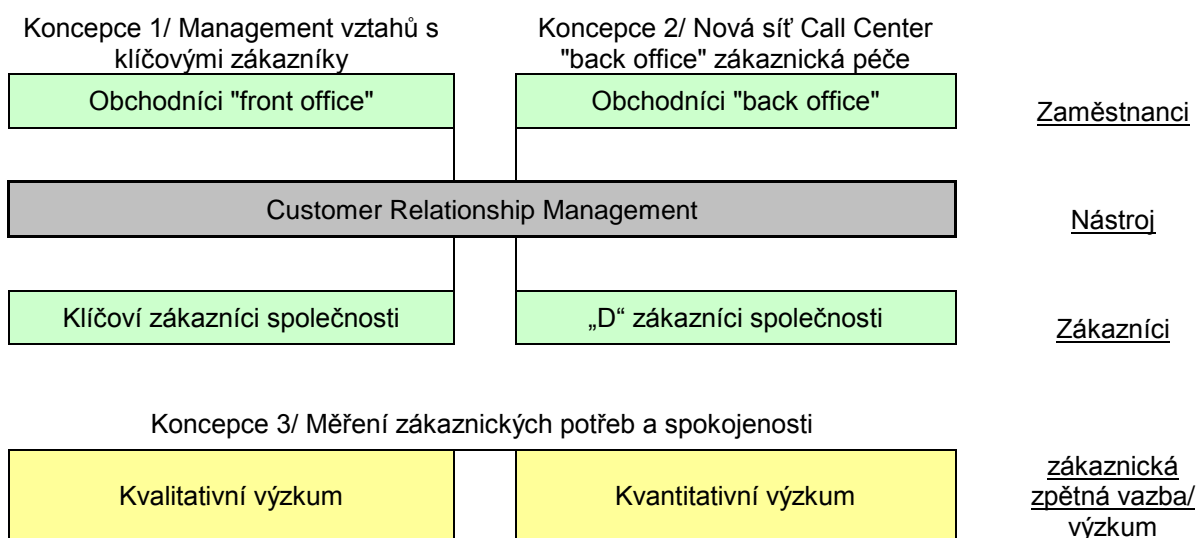 Koncepce 1/ Management vztahů s
klíčovými zákazníky
Koncepce 2/ Nová síť Call Center
"back office" zákaznická péče
Obchodníci "front office"
Obchodníci "back office"
Zaměstnanci
Customer Relationship Management
Nástroj
Klíčoví zákazníci společnosti
„D“ zákazníci společnosti
Zákazníci
Koncepce 3/ Měření zákaznických potřeb a spokojenosti
Kvalitativní výzkum
Kvantitativní výzkum
zákaznická
zpětná vazba/
výzkum